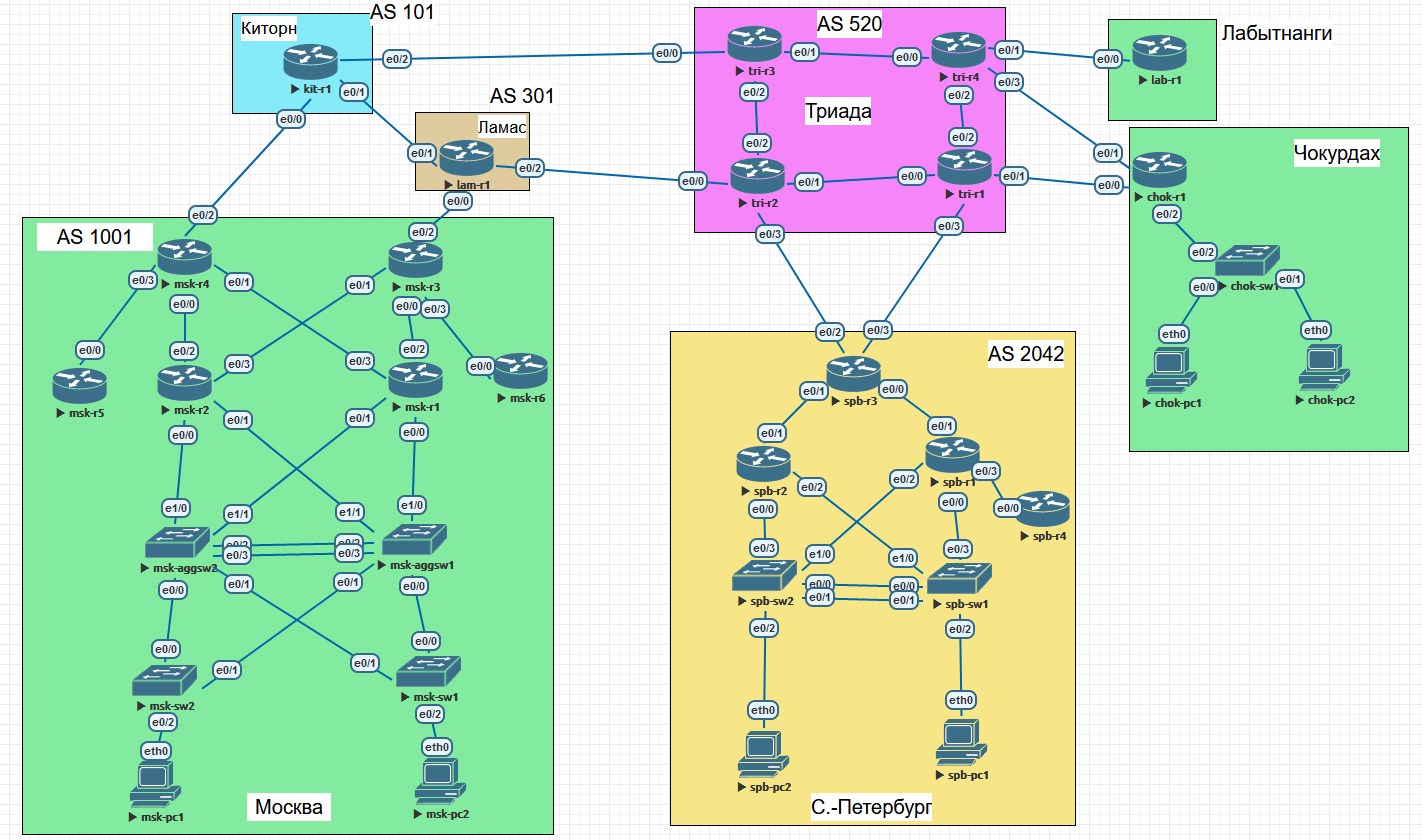 AS 101
Киторн
kit-r1
e0/2
e0/1
e0/0
AS 301
Ламас
e0/1
lam-r1
e0/2
e0/0
AS 520
Триада
e0/0
tri-r3
e0/1
e0/2
e0/0
tri-r4
e0/1
e0/3
e0/2
e0/2
e0/0
tri-r2
e0/1
e0/3
e0/2
e0/0
tri-r1
e0/1
e0/3
Лабытнанги
e0/0
lab-r1
Чокурдах
e0/1
e0/0
chok-r1
e0/2
e0/2
chok-sw1
e0/0
e0/1
eth0
eth0
chok-pc1
chok-pc2
AS 1001
e0/2
msk-r4
e0/3
e0/1
e0/0
e0/2
msk-r3
e0/1
e0/0
e0/3
e0/0
msk-r5
e0/2
msk-r2
e0/3
e0/1
e0/0
e0/3
e0/2
msk-r1
e0/1
e0/0
e0/0
msk-r6
e1/0
e1/1
msk-aggsw2
e0/3
e0/1
e0/0
e1/1
e1/0
msk-aggsw1
e0/3
e0/1
e0/0
e0/0
msk-sw2
e0/1
e0/2
e0/1
e0/0
msk-sw1
e0/2
eth0
msk-pc1
eth0
msk-pc2
Москва
AS 2042
e0/2
e0/3
spb-r3
e0/1
e0/0
e0/1
spb-r2
e0/2
e0/0
e0/1
spb-r1
e0/2
e0/3
e0/0
e0/0
spb-r4
e0/3
e1/0
spb-sw2
e0/0
e0/1
e0/2
e1/0
e0/3
spb-sw1
e0/0
e0/1
e0/2
eth0
spb-pc2
eth0
spb-pc1
С.-Петербург